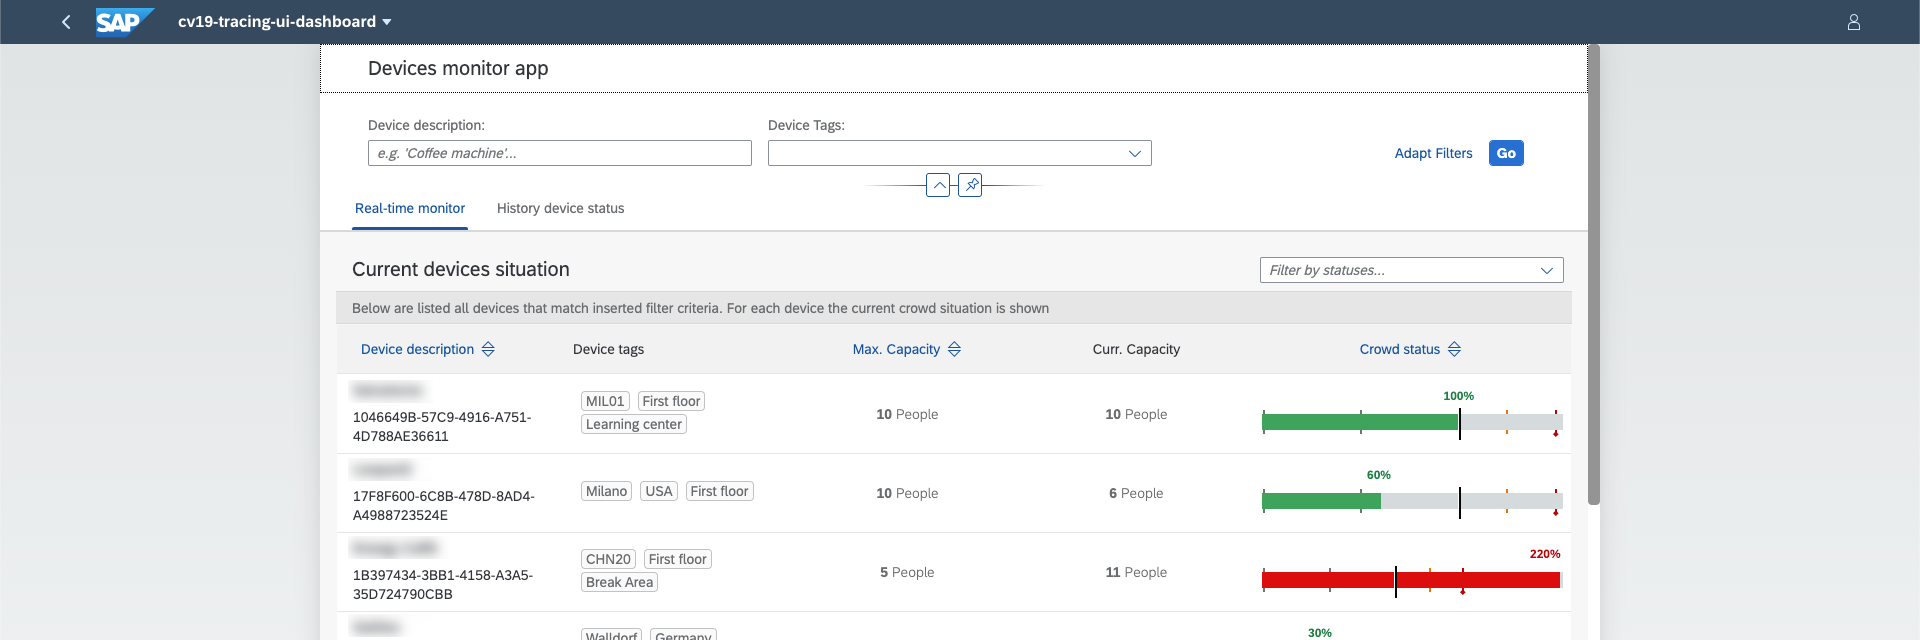 SAP cv19-tracing-ui-dashboard
Devices monitor app
Device description: Device Tags:
e.g. 'Coffee machine'... Adapt Filters Go
Real-time monitor History device status
Current devices situation Filter by statuses...
Below are listed all devices that match inserted filter criteria. For each device the current crowd situation is shown
Device description Device tags Max. Capacity Curr. Capacity Crowd status
1046649B-57C9-4916-A751-
4D788AE36611
MIL01 First floor
Learning center
10 People 10 People 100%
17F8F600-6C8B-478D-8AD4-
A4988723524E
Milano USA First floor
10 People 6 People 60%
1B397434-3BB1-4158-A3A5-
35D724790CBB
CHN20 First floor
Break Area
5 People 11 People 220%
Walldorf Germany 30%